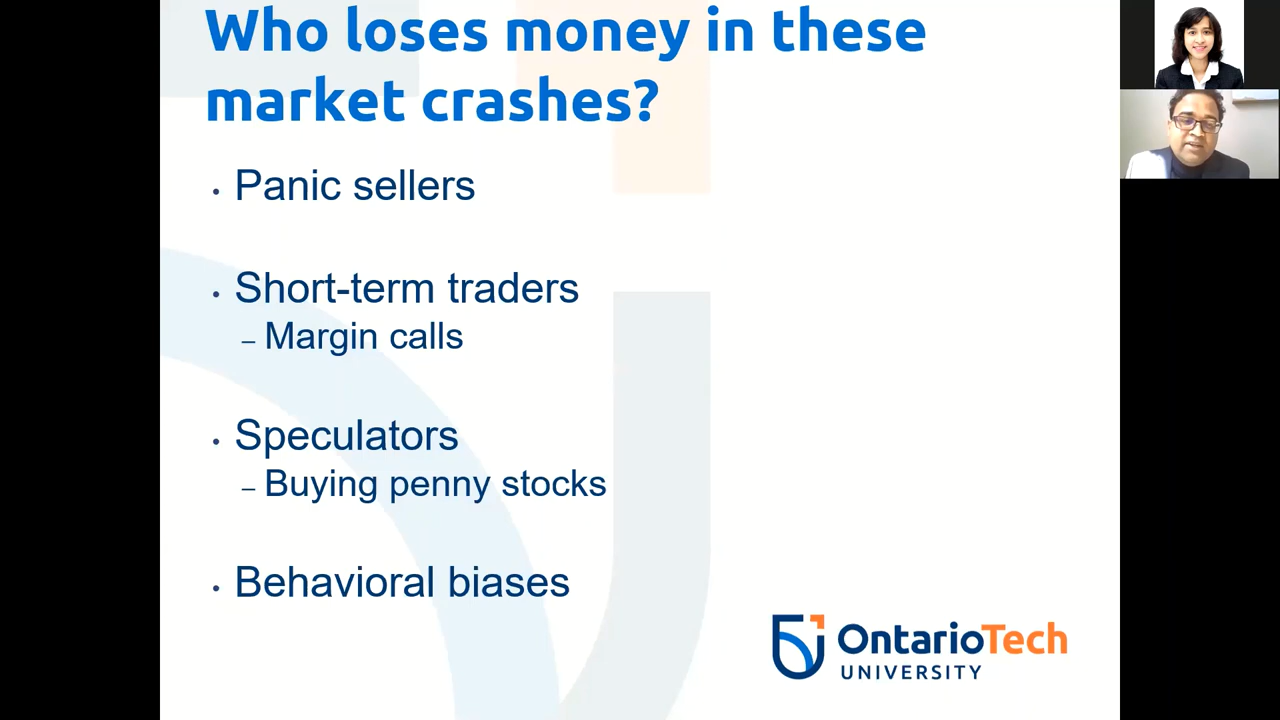 Who loses money in these
market crashes?
• Panic sellers
• Short-term traders
– Margin calls
• Speculators
– Buying penny stocks
• Behavioral biases
OntarioTech
UNIVERSITY